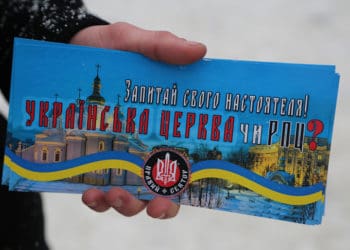 Запитай свого настоятеля!
УКРАЇНСЬКА ЦЕРКВА чи РПЦ?
ПРАВИЙ СЕКТОР